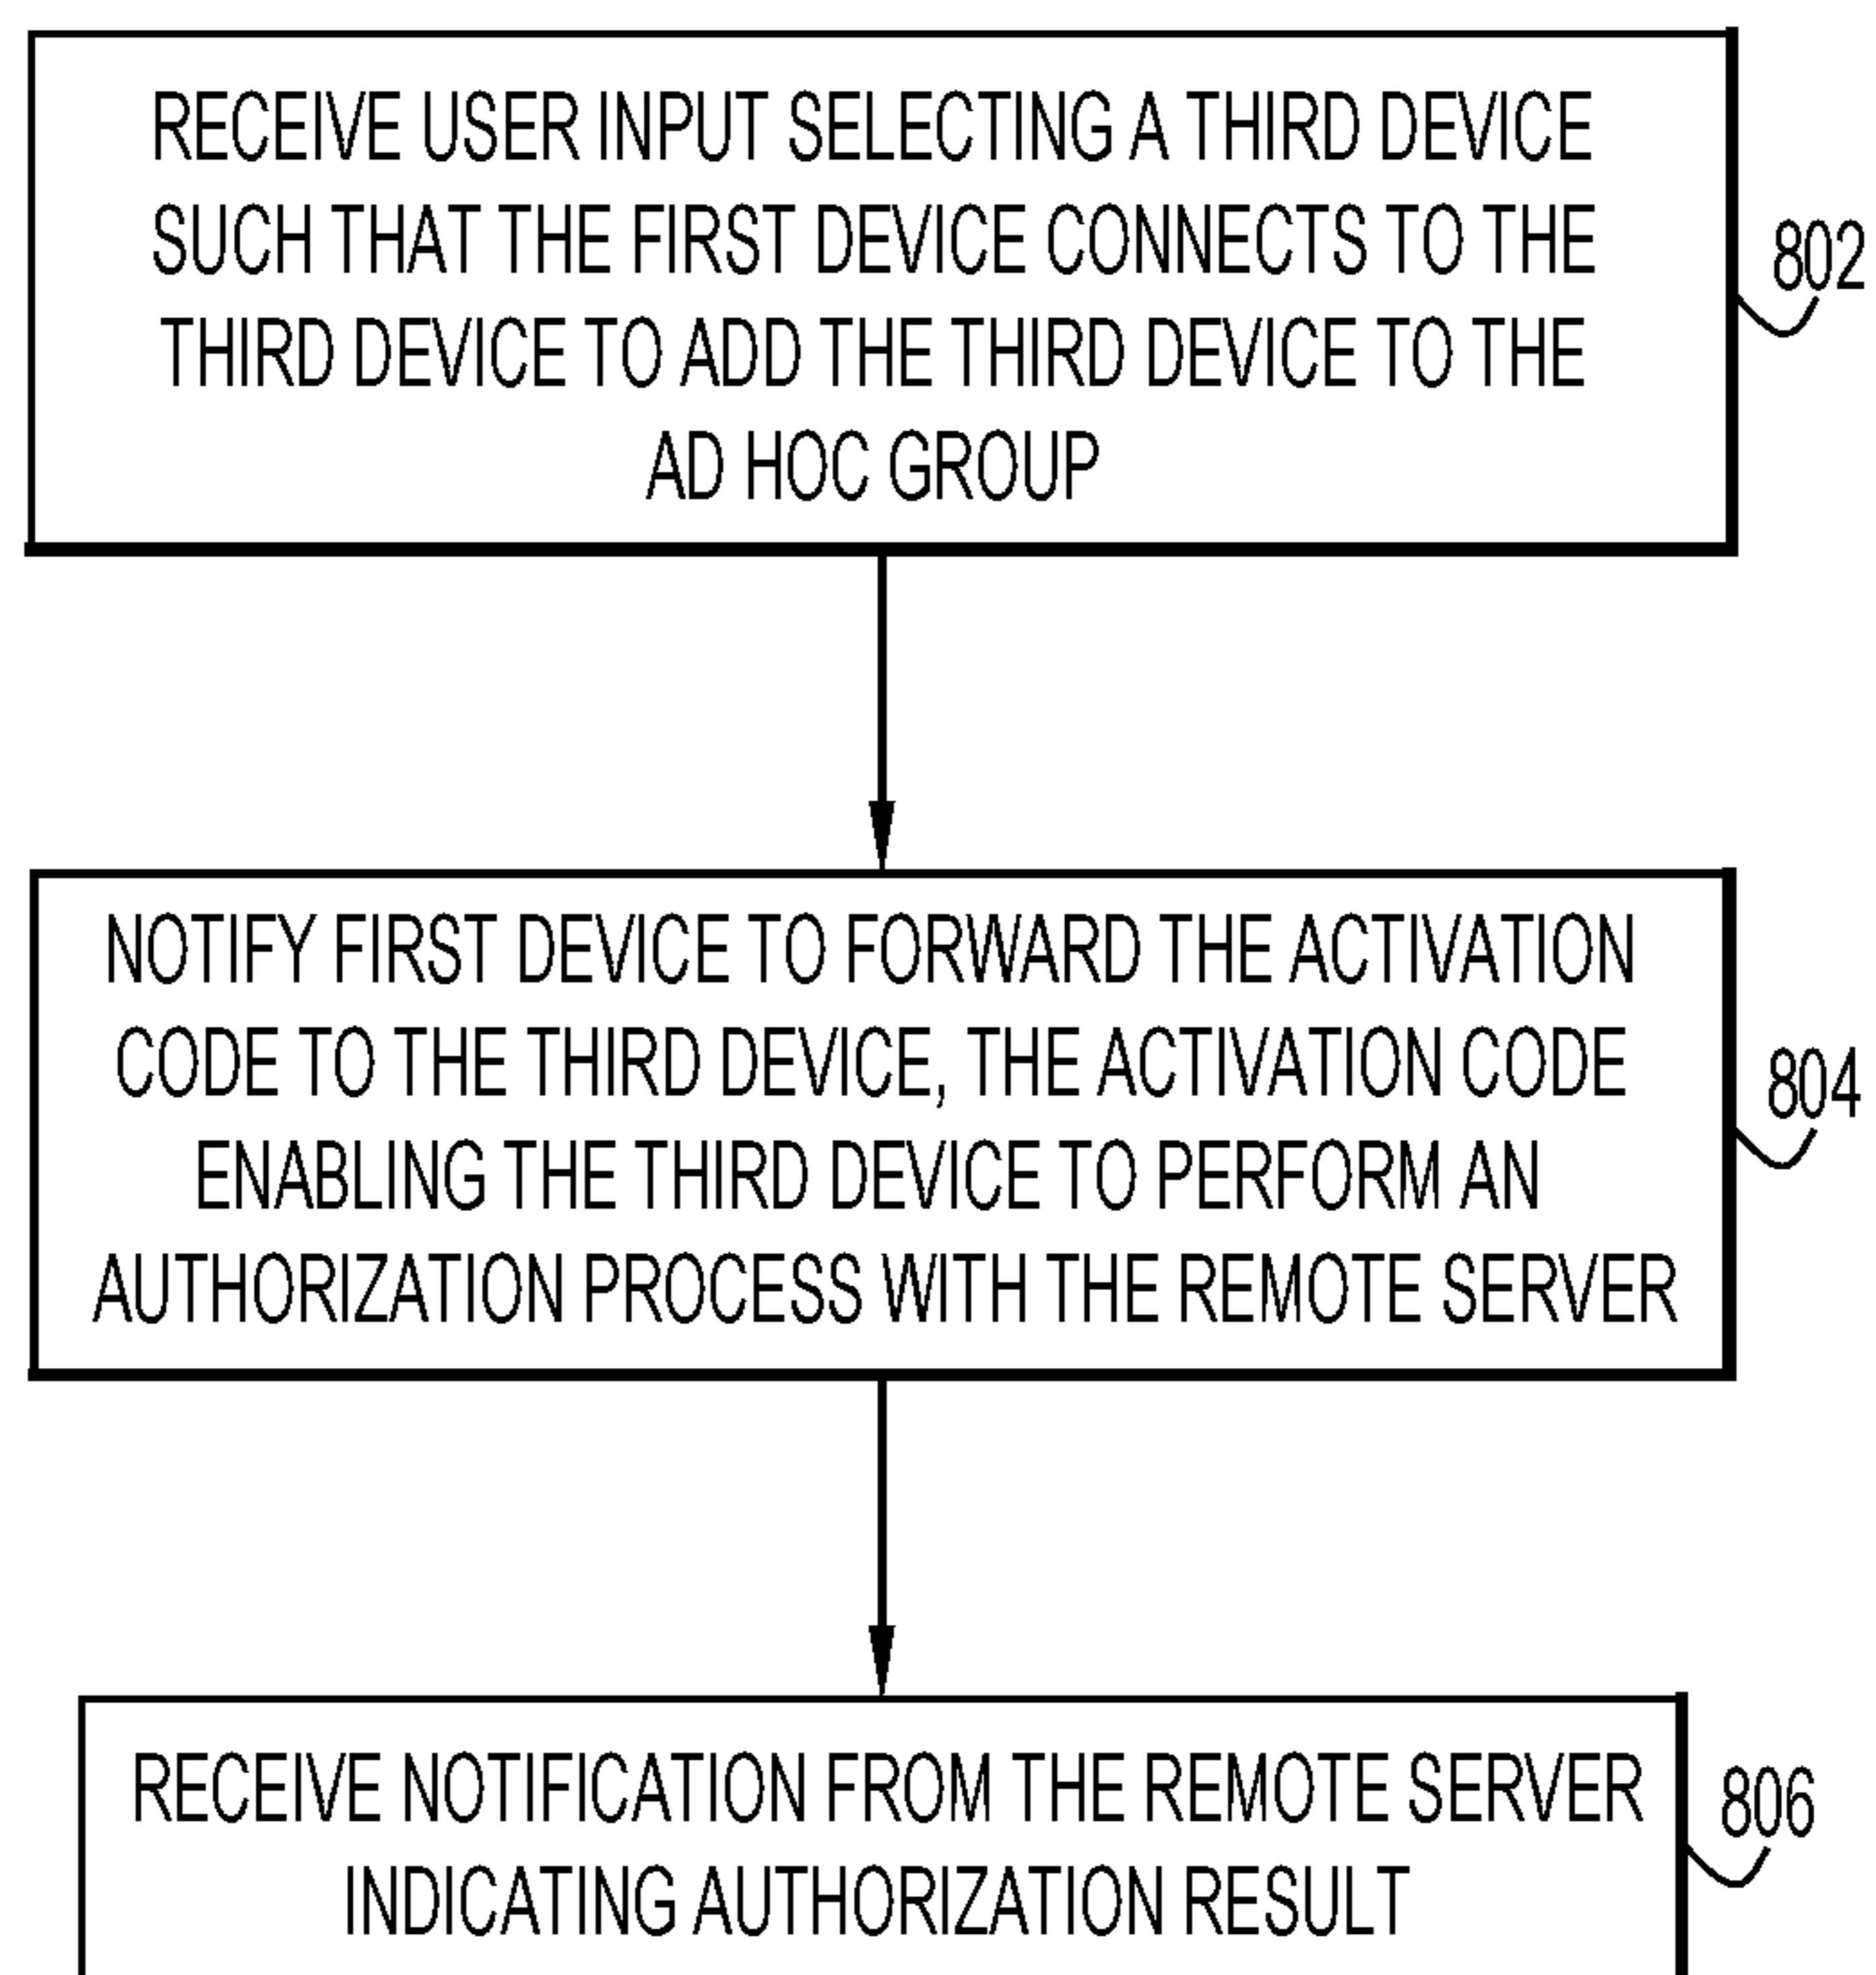 RECEIVE USER INPUT SELECTING A THIRD DEVICE
SUCH THAT THE FIRST DEVICE CONNECTS TO THE
THIRD DEVICE TO ADD THE THIRD DEVICE TO THE
AD HOC GROUP
802
NOTIFY FIRST DEVICE TO FORWARD THE ACTIVATION
CODE TO THE THIRD DEVICE, THE ACTIVATION CODE
ENABLING THE THIRD DEVICE TO PERFORM AN
AUTHORIZATION PROCESS WITH THE REMOTE SERVER
804
RECEIVE NOTIFICATION FROM THE REMOTE SERVER
INDICATING AUTHORIZATION RESULT
806